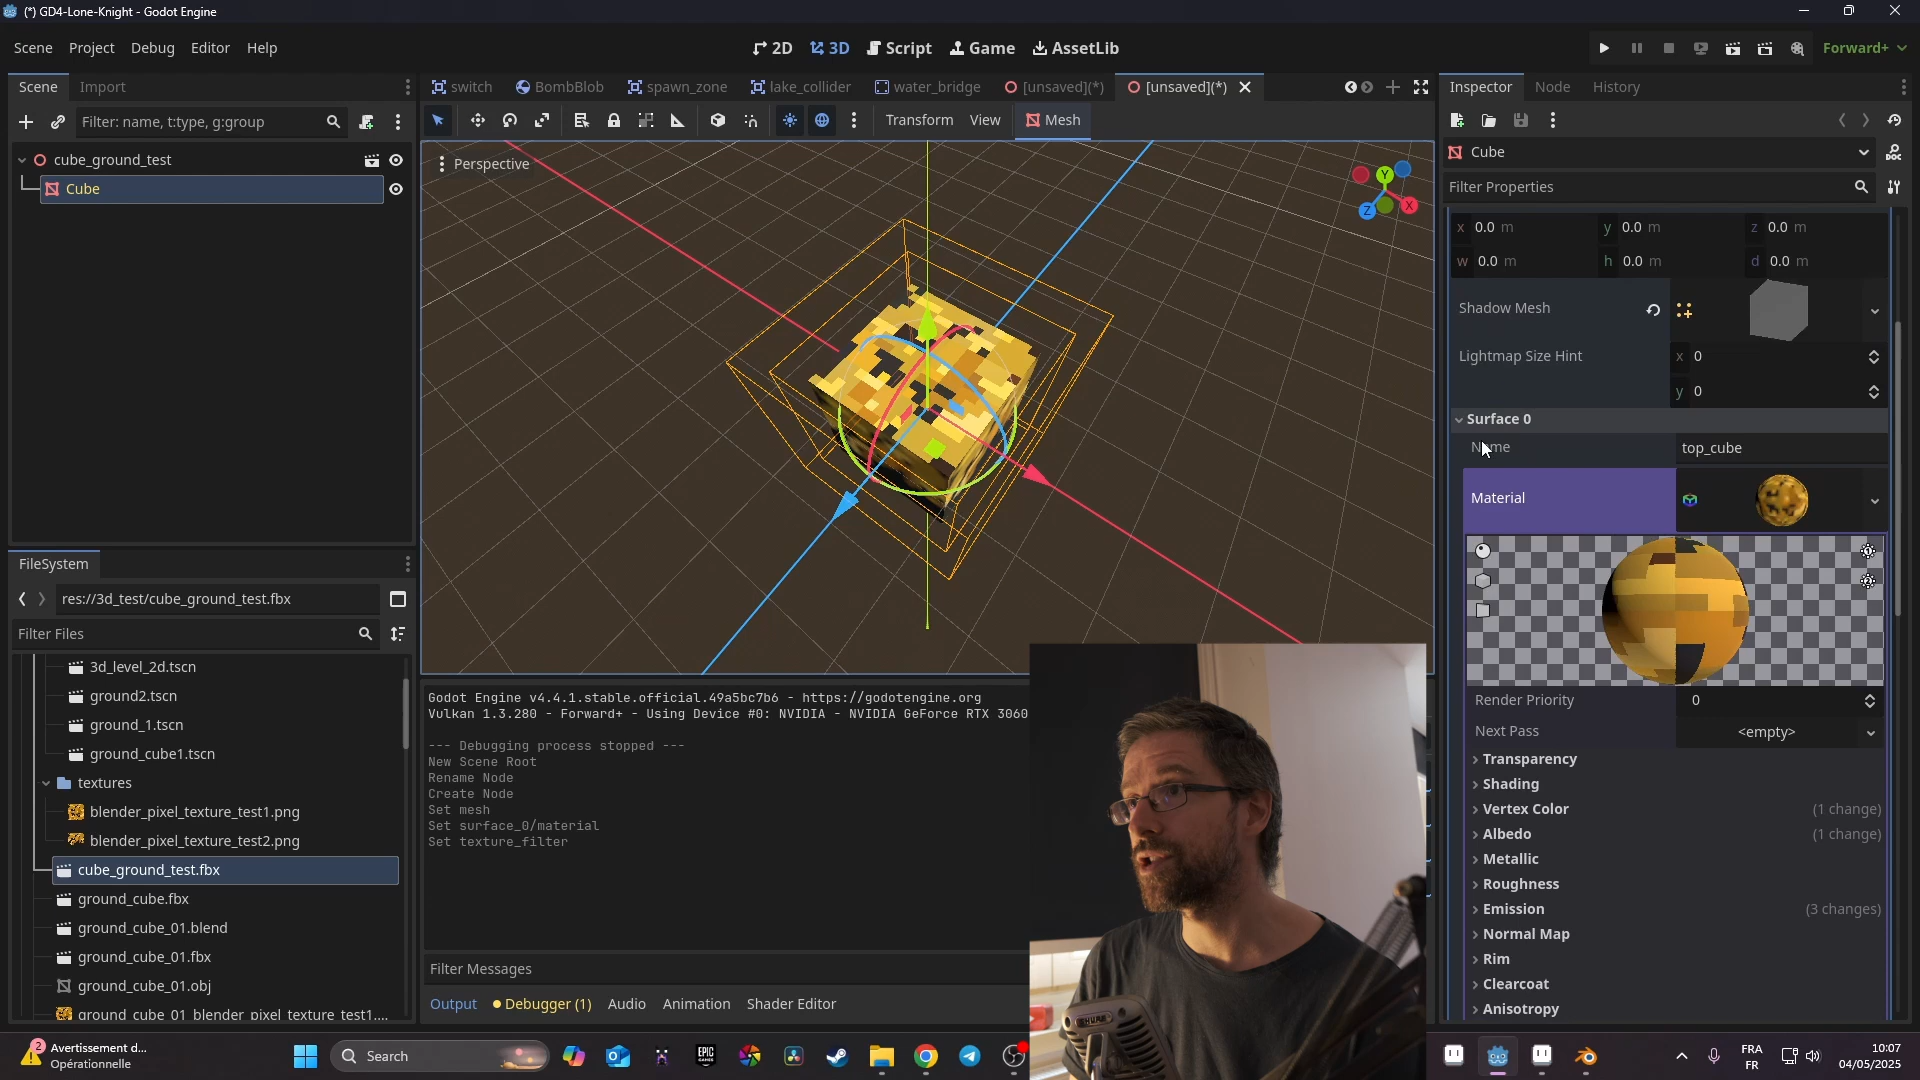 (*) GD4-Lone-Knight - Godot Engine
Scene Project Debug Editor Help
2D 3D Script Game AssetLib
Forward+
Scene Import
switch BombBlob spawn_zone lake_collider water_bridge [unsaved](*) [unsaved](*)
Inspector Node History
Filter: name, t:type, g:group
Transform View Mesh
cube_ground_test
Cube
Perspective
Y
X
Z
Cube
Filter Properties
x 0.0 m y 0.0 m z 0.0 m
w 0.0 m h 0.0 m d 0.0 m
Shadow Mesh
Lightmap Size Hint x 0
y 0
Surface 0
Name top_cube
Material
Render Priority 0
Next Pass <empty>
Transparency
Shading
Vertex Color (1 change)
Albedo (1 change)
Metallic
Roughness
Emission (3 changes)
Normal Map
Rim
Clearcoat
Anisotropy
FileSystem
res://3d_test/cube_ground_test.fbx
Filter Files
3d_level_2d.tscn
ground2.tscn
ground_1.tscn
ground_cube1.tscn
textures
blender_pixel_texture_test1.png
blender_pixel_texture_test2.png
cube_ground_test.fbx
ground_cube.fbx
ground_cube_01.blend
ground_cube_01.fbx
ground_cube_01.obj
ground_cube_01_blender_pixel_texture_test1....
Godot Engine v4.4.1.stable.official.49a5bc7b6 - https://godotengine.org
Vulkan 1.3.280 - Forward+ - Using Device #0: NVIDIA - NVIDIA GeForce RTX 3060
--- Debugging process stopped ---
New Scene Root
Rename Node
Create Node
Set mesh
Set surface_0/material
Set texture_filter
Filter Messages
Output Debugger (1) Audio Animation Shader Editor
SHURE
2
Avertissement d...
Opérationnelle
Search
EPIC GAMES
FRA
FR
10:07
04/05/2025